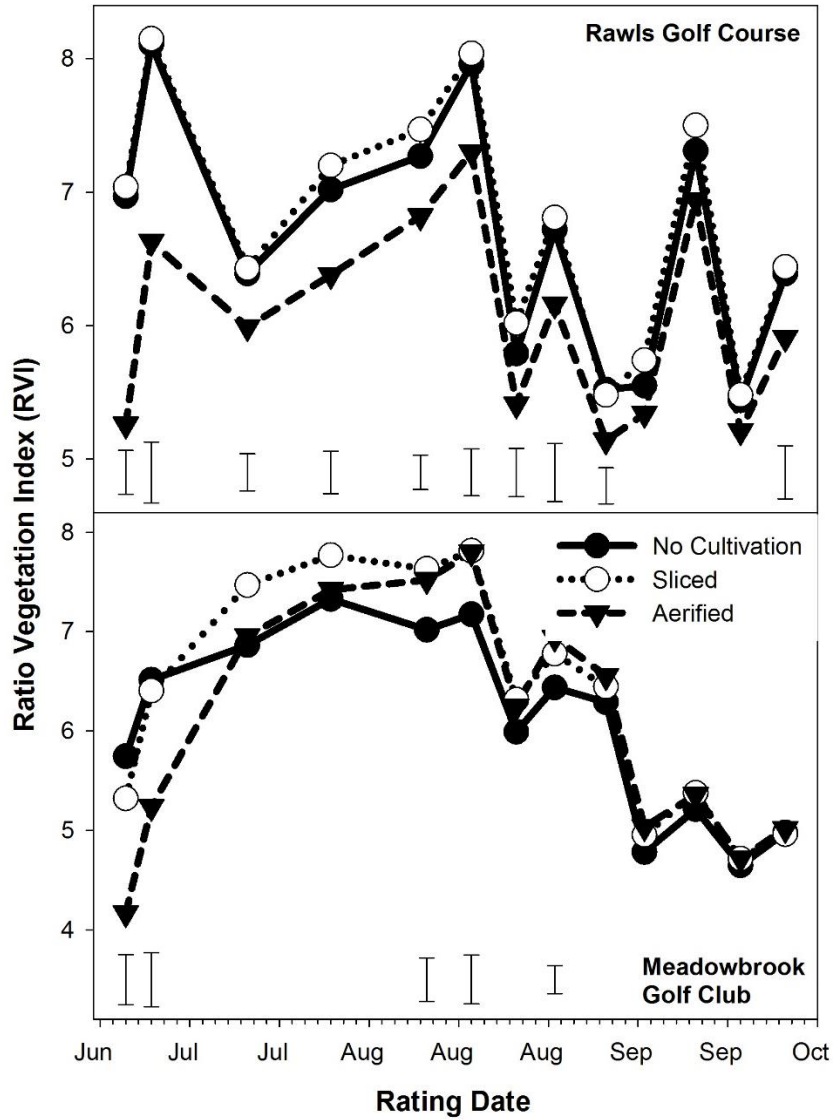 Rawls Golf Course
8
7
6
5
Ratio Vegetation Index (RVI)
8
7
6
5
4
No Cultivation
Sliced
Aerified
Meadowbrook
Golf Club
Jun Jul Jul Aug Aug Aug Sep Sep Oct
Rating Date